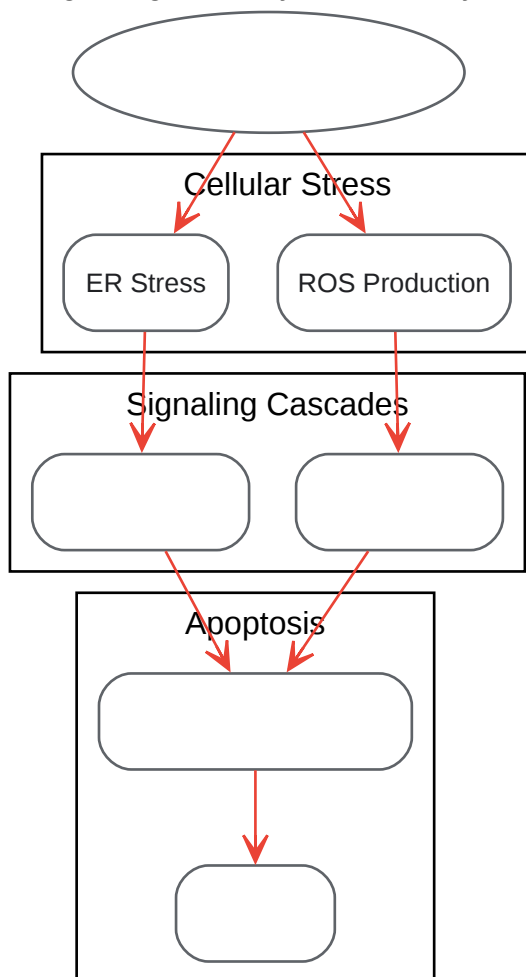 Cellular Stress
ER Stress
ROS Production
Signaling Cascades
Apoptosis